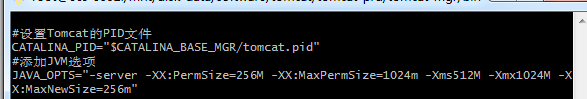 #设置Tomcat的PID文件
CATALINA_PID="$CATALINA_BASE_MGR/tomcat.pid"
#添加JVM选项
JAVA_OPTS="-server -XX:PermSize=256M -XX:MaxPermSize=1024m -Xms512M -Xmx1024M -X
X:MaxNewSize=256m"